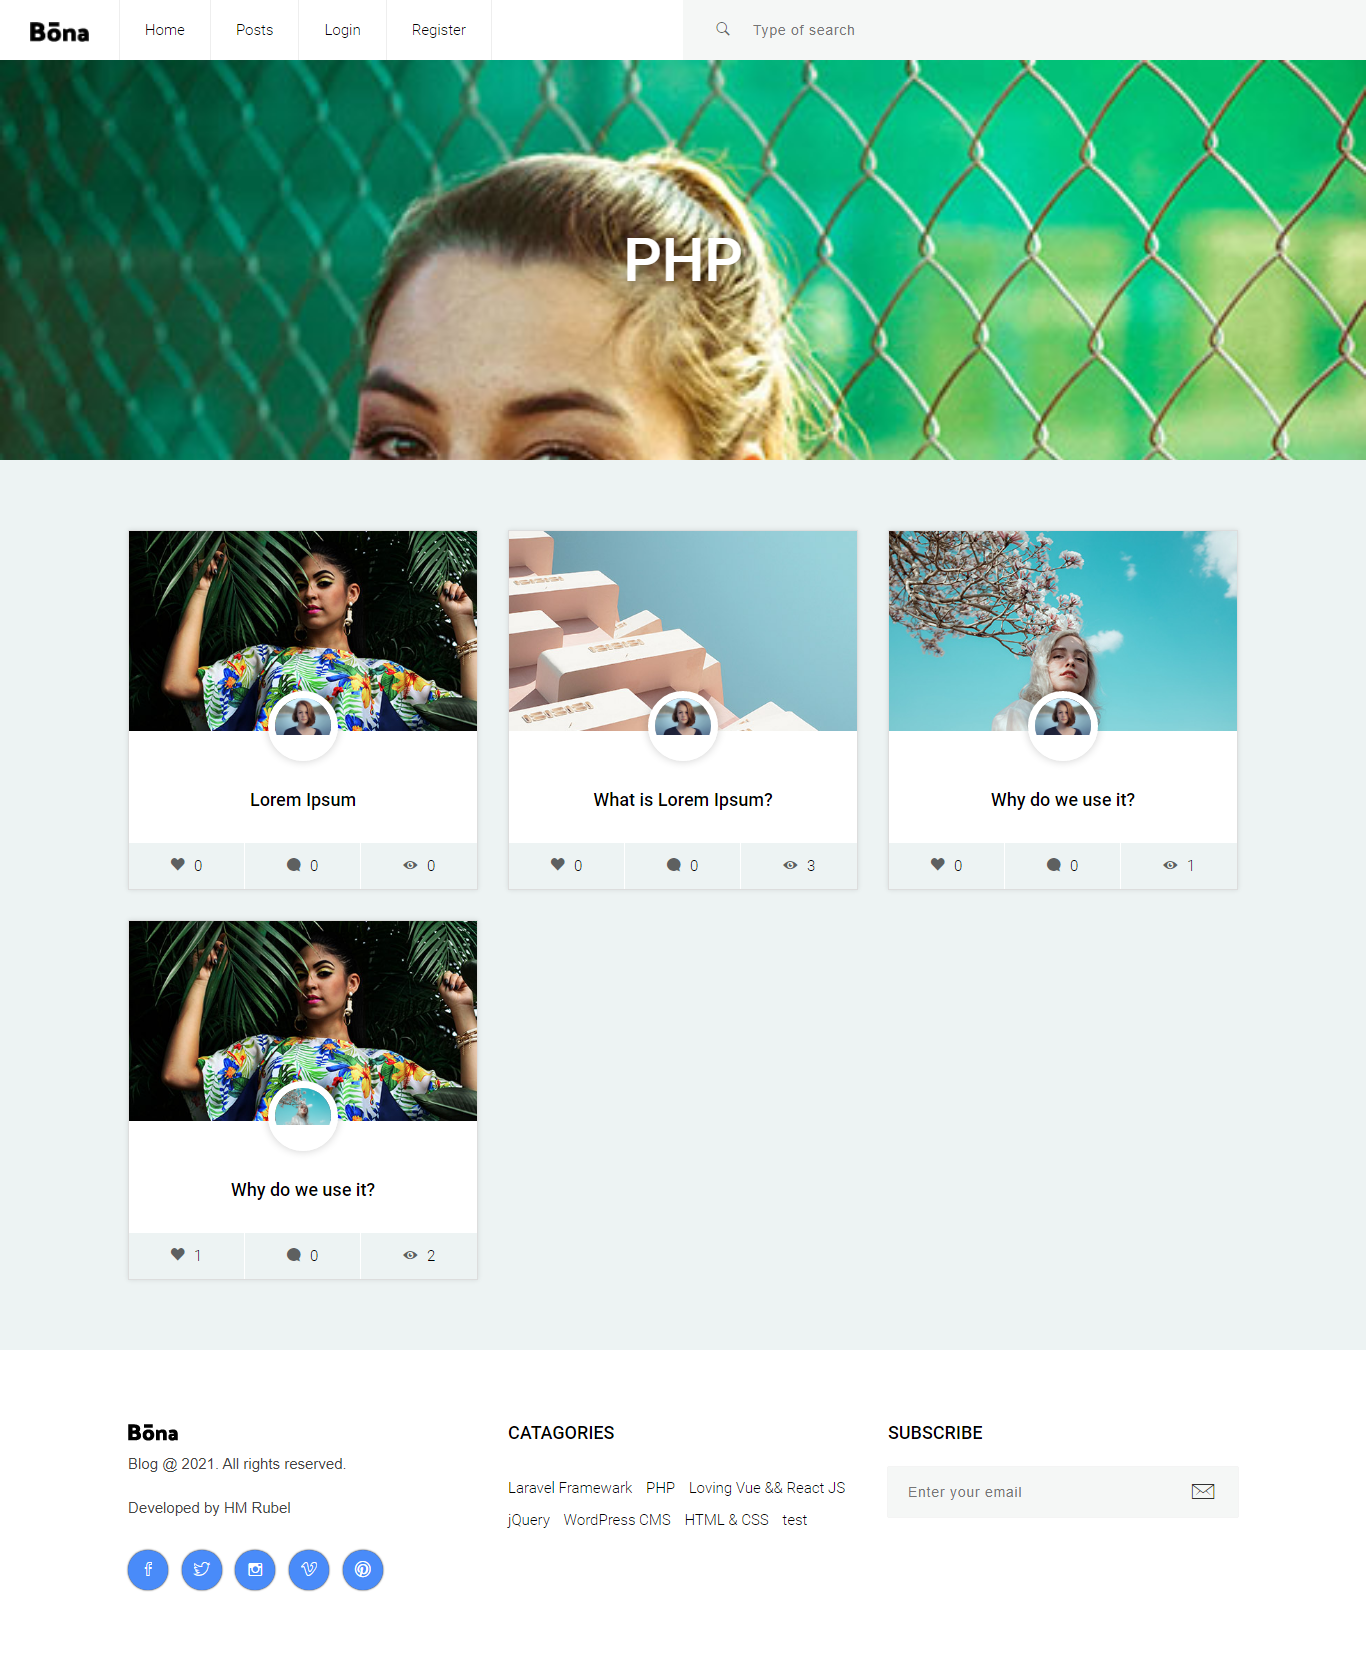 Bōna
Home
Posts
Login
Register
Type of search
PHP
Lorem Ipsum
0
0
0
What is Lorem Ipsum?
0
0
3
Why do we use it?
0
0
1
Why do we use it?
1
0
2
Bōna
Blog @ 2021. All rights reserved.
Developed by HM Rubel
CATAGORIES
Laravel Framewark PHP Loving Vue && React JS
jQuery WordPress CMS HTML & CSS test
SUBSCRIBE
Enter your email